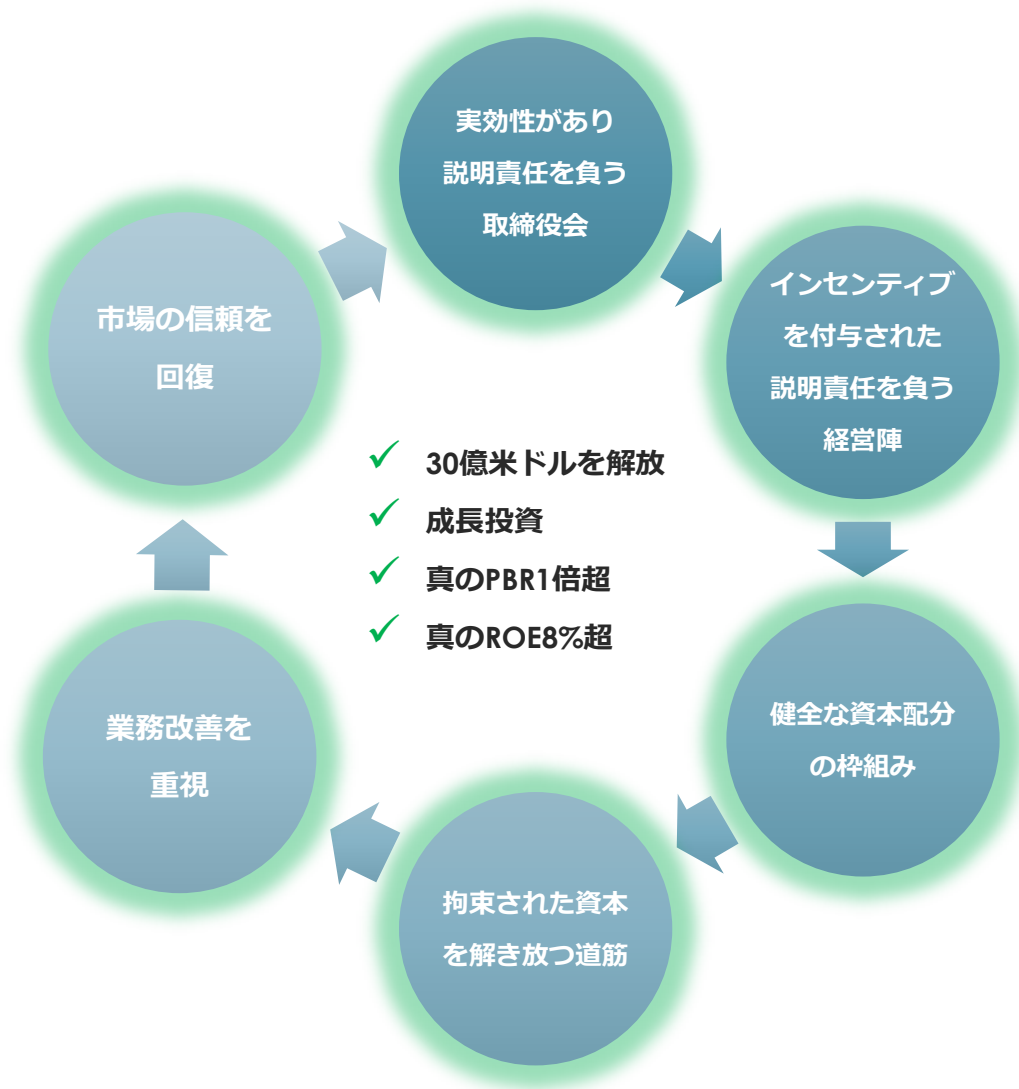 実効性があり
説明責任を負う
取締役会
インセンティブ
を付与された
説明責任を負う
経営陣
健全な資本配分
の枠組み
拘束された資本
を解き放つ道筋
業務改善を
重視
市場の信頼を
回復
30億米ドルを解放
成長投資
真のPBR1倍超
真のROE8%超